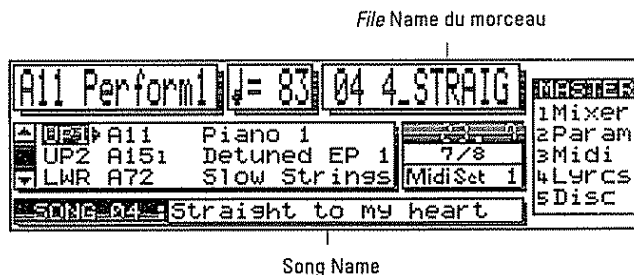 File Name du morceau
A11 Perform1 ♩= 83 04 4_STRAIG
MASTER
1Mixer
2Param
3Midi
4Lyrcs
5Disc
UP1 A11 Piano 1
UP2 A151 Detuned EP 1
LWR A72 Slow Strings
7/8
MidiSet 1
SONG 04 Straight to my heart
Song Name